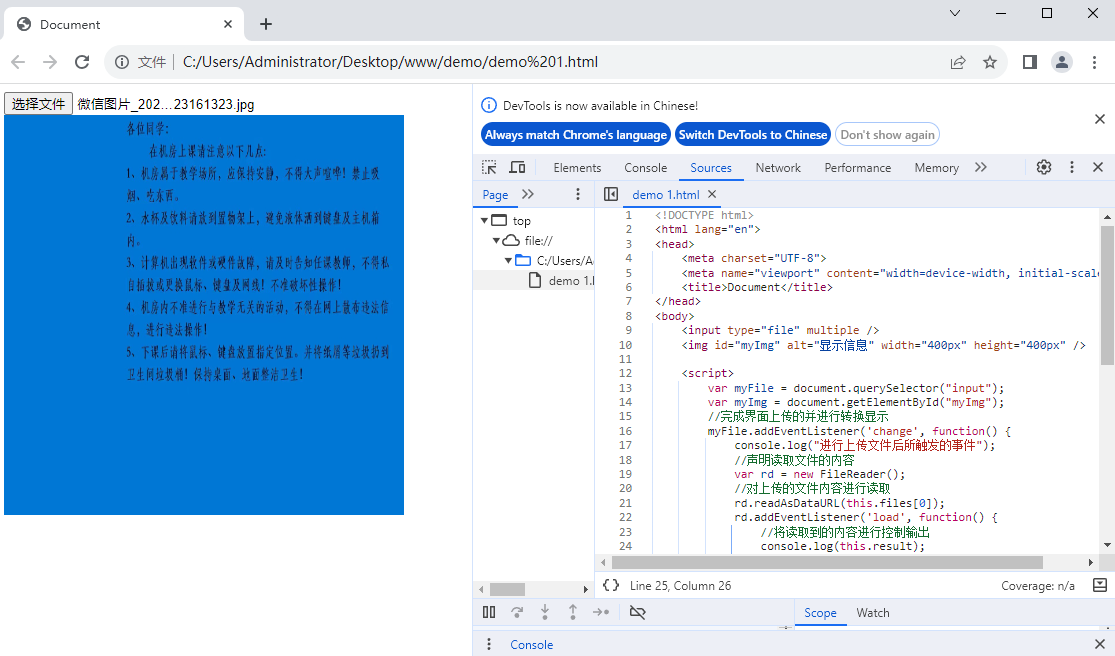 Document
文件
C:/Users/Administrator/Desktop/www/demo/demo%201.html
选择文件 微信图片_202...23161323.jpg
各位同学：
在机房上课请注意以下几点：
1、机房属于教学场所，应保持安静，不得大声喧哗！禁止吸
烟、吃东西。
2、水杯及饮料请放到置物架上，避免液体洒到键盘及主机箱
内。
3、计算机出现软件或硬件故障，请及时告知任课教师，不得私
自插拔或更换鼠标、键盘及网线！不准破坏性操作！
4、机房内不准进行与教学无关的活动，不得在网上散布违法信
息，进行违法操作！
5、下课后请将鼠标、键盘放置指定位置。并将纸屑等垃圾扔到
卫生间垃圾桶！保持桌面、地面整洁卫生！
DevTools is now available in Chinese!
Always match Chrome's language Switch DevTools to Chinese Don't show again
Elements Console Sources Network Performance Memory
Page
demo 1.html
top
file://
C:/Users/A
demo 1.
1 <!DOCTYPE html>
2 <html lang="en">
3 <head>
4 <meta charset="UTF-8">
5 <meta name="viewport" content="width=device-width, initial-scale
6 <title>Document</title>
7 </head>
8 <body>
9 <input type="file" multiple />
10 <img id="myImg" alt="显示信息" width="400px" height="400px" />
11
12 <script>
13 var myFile = document.querySelector("input");
14 var myImg = document.getElementById("myImg");
15 //完成界面上传的并进行转换显示
16 myFile.addEventListener('change', function() {
17 console.log("进行上传文件后所触发的事件");
18 //声明读取文件的内容
19 var rd = new FileReader();
20 //对上传的文件内容进行读取
21 rd.readAsDataURL(this.files[0]);
22 rd.addEventListener('load', function() {
23 //将读取到的内容进行控制输出
24 console.log(this.result);
{} Line 25, Column 26
Coverage: n/a
Scope Watch
Console